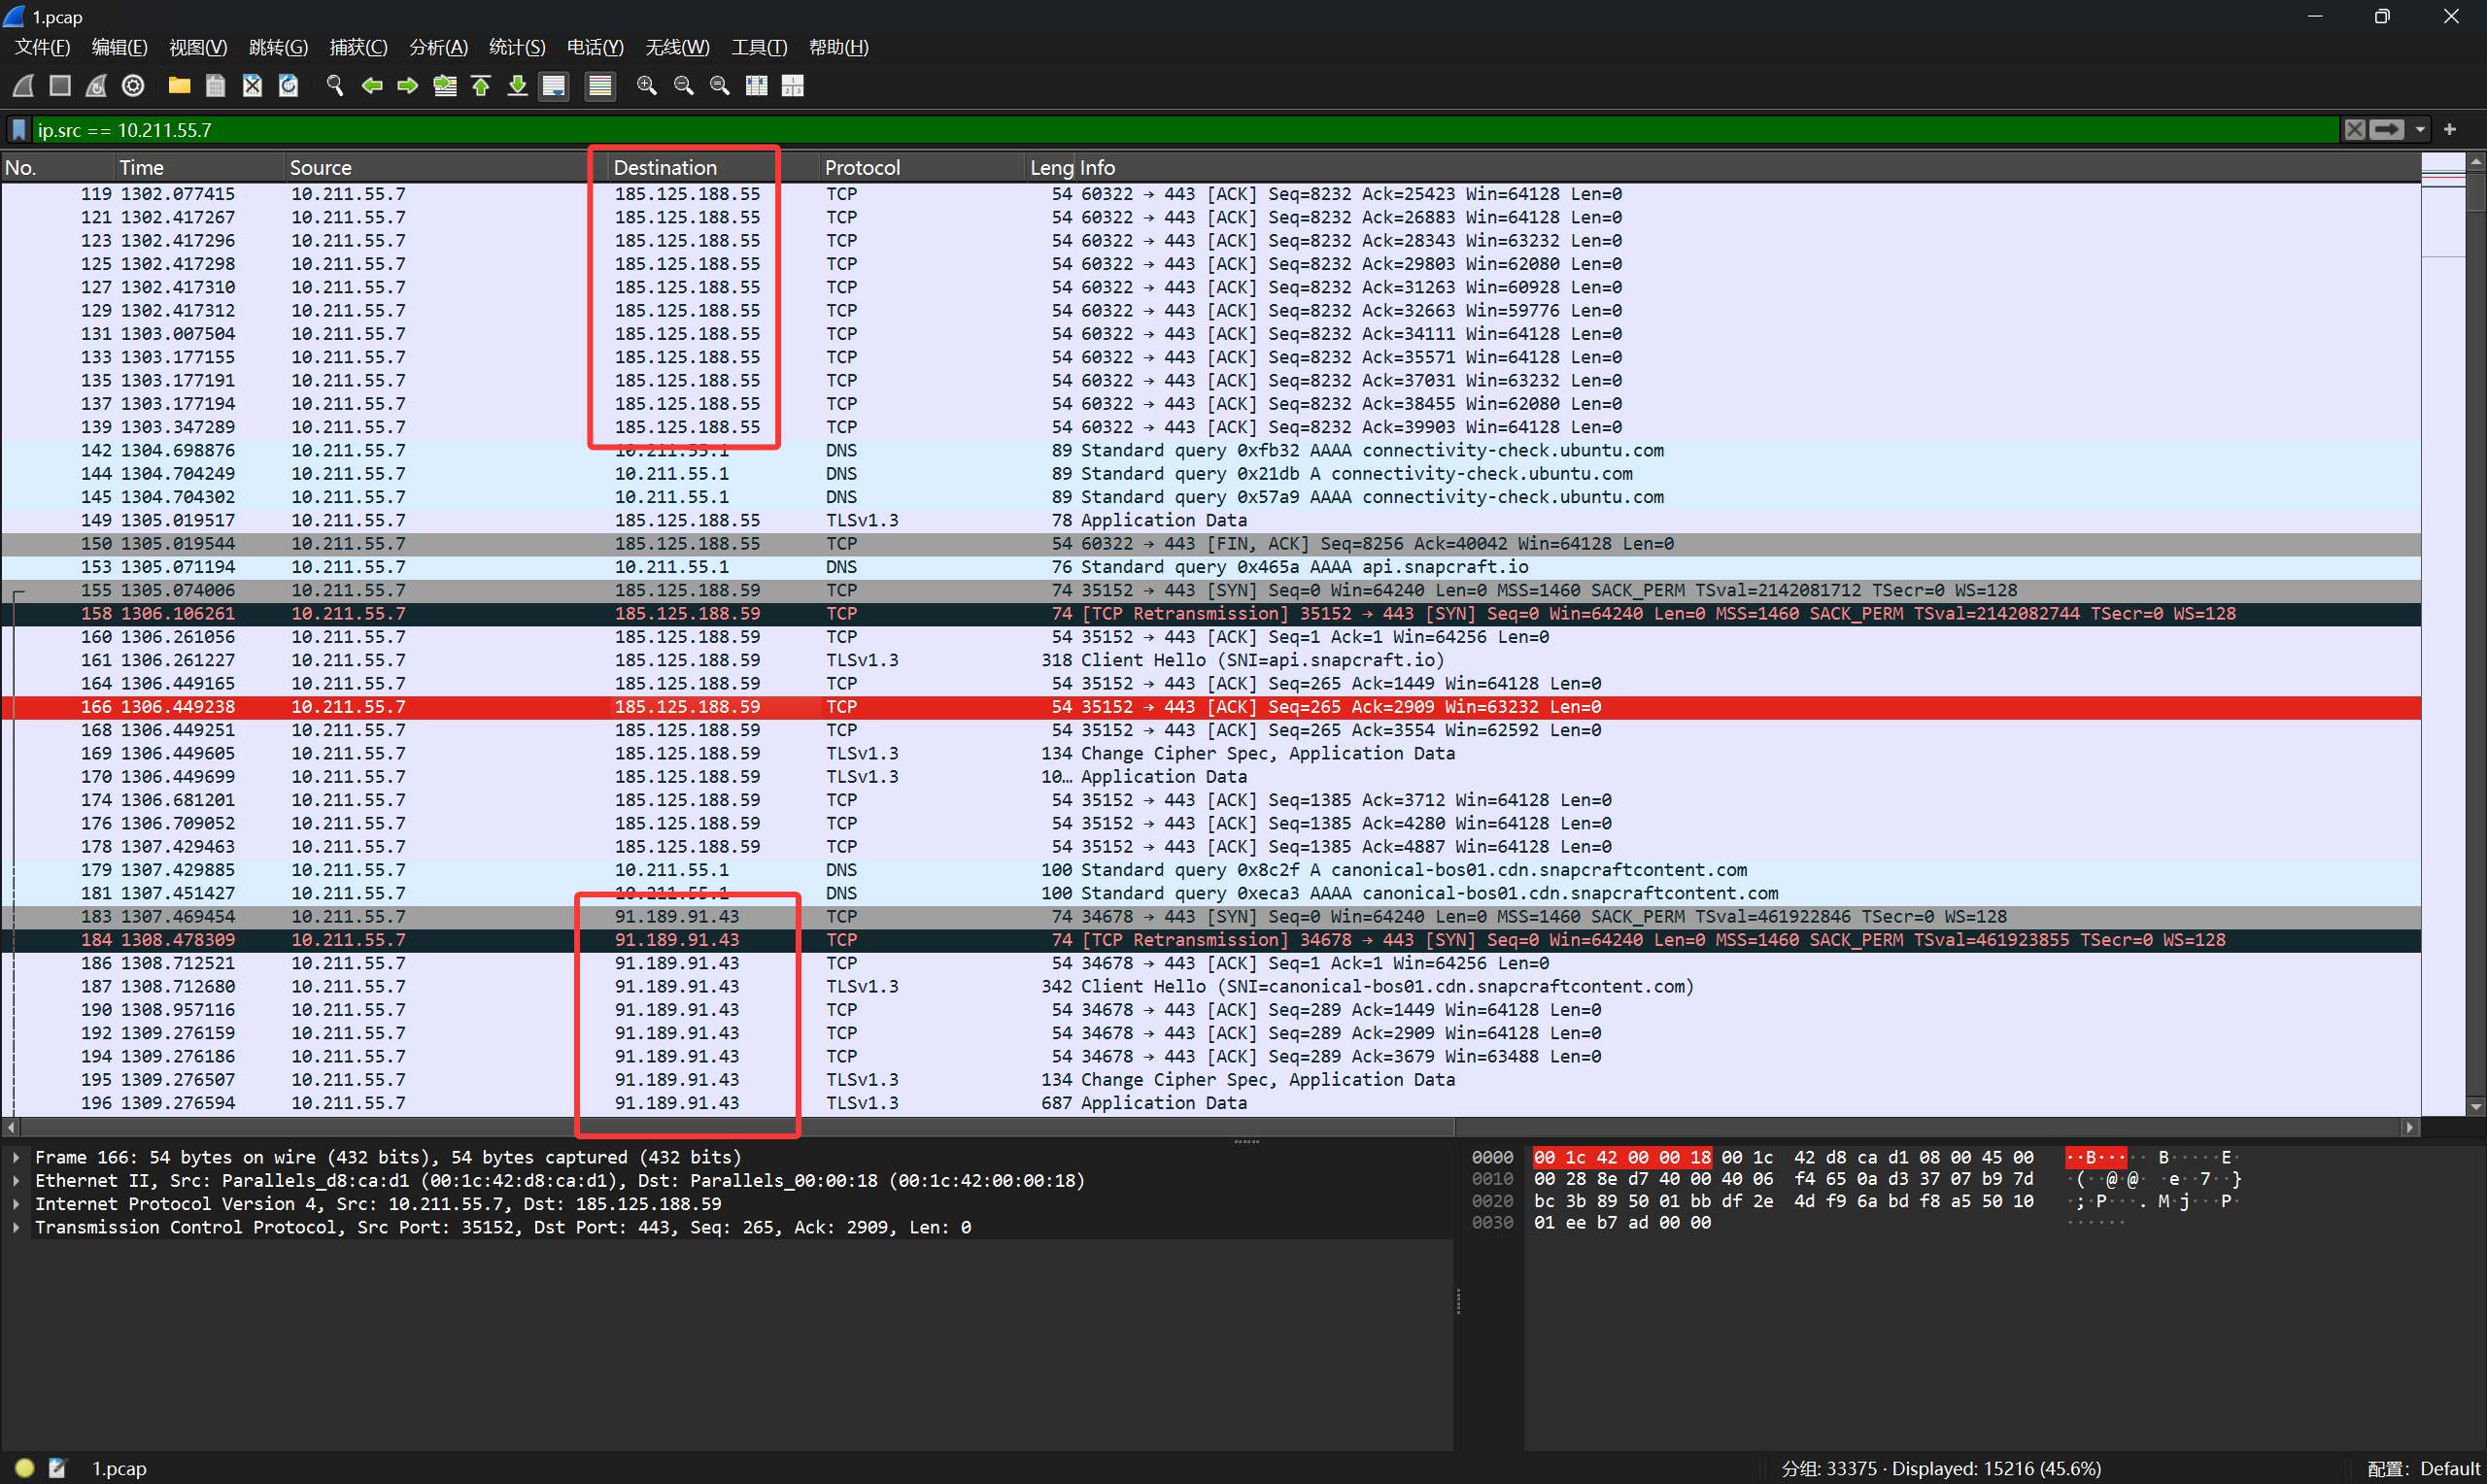 1.pcap
文件(F) 编辑(E) 视图(V) 跳转(G) 捕获(C) 分析(A) 统计(S) 电话(Y) 无线(W) 工具(T) 帮助(H)
ip.src == 10.211.55.7
No. Time Source Destination Protocol Leng Info
119 1302.077415 10.211.55.7 185.125.188.55 TCP 54 60322 → 443 [ACK] Seq=8232 Ack=25423 Win=64128 Len=0
121 1302.417267 10.211.55.7 185.125.188.55 TCP 54 60322 → 443 [ACK] Seq=8232 Ack=26883 Win=64128 Len=0
123 1302.417296 10.211.55.7 185.125.188.55 TCP 54 60322 → 443 [ACK] Seq=8232 Ack=28343 Win=63232 Len=0
125 1302.417298 10.211.55.7 185.125.188.55 TCP 54 60322 → 443 [ACK] Seq=8232 Ack=29803 Win=62080 Len=0
127 1302.417310 10.211.55.7 185.125.188.55 TCP 54 60322 → 443 [ACK] Seq=8232 Ack=31263 Win=60928 Len=0
129 1302.417312 10.211.55.7 185.125.188.55 TCP 54 60322 → 443 [ACK] Seq=8232 Ack=32663 Win=59776 Len=0
131 1303.007504 10.211.55.7 185.125.188.55 TCP 54 60322 → 443 [ACK] Seq=8232 Ack=34111 Win=64128 Len=0
133 1303.177155 10.211.55.7 185.125.188.55 TCP 54 60322 → 443 [ACK] Seq=8232 Ack=35571 Win=64128 Len=0
135 1303.177191 10.211.55.7 185.125.188.55 TCP 54 60322 → 443 [ACK] Seq=8232 Ack=37031 Win=63232 Len=0
137 1303.177194 10.211.55.7 185.125.188.55 TCP 54 60322 → 443 [ACK] Seq=8232 Ack=38455 Win=62080 Len=0
139 1303.347289 10.211.55.7 185.125.188.55 TCP 54 60322 → 443 [ACK] Seq=8232 Ack=39903 Win=64128 Len=0
142 1304.698876 10.211.55.7 10.211.55.1 DNS 89 Standard query 0xfb32 AAAA connectivity-check.ubuntu.com
144 1304.704249 10.211.55.7 10.211.55.1 DNS 89 Standard query 0x21db A connectivity-check.ubuntu.com
145 1304.704302 10.211.55.7 10.211.55.1 DNS 89 Standard query 0x57a9 AAAA connectivity-check.ubuntu.com
149 1305.019517 10.211.55.7 185.125.188.55 TLSv1.3 78 Application Data
150 1305.019544 10.211.55.7 185.125.188.55 TCP 54 60322 → 443 [FIN, ACK] Seq=8256 Ack=40042 Win=64128 Len=0
153 1305.071194 10.211.55.7 10.211.55.1 DNS 76 Standard query 0x465a AAAA api.snapcraft.io
155 1305.074006 10.211.55.7 185.125.188.59 TCP 74 35152 → 443 [SYN] Seq=0 Win=64240 Len=0 MSS=1460 SACK_PERM TSval=2142081712 TSecr=0 WS=128
158 1306.106261 10.211.55.7 185.125.188.59 TCP 74 [TCP Retransmission] 35152 → 443 [SYN] Seq=0 Win=64240 Len=0 MSS=1460 SACK_PERM TSval=2142082744 TSecr=0 WS=128
160 1306.261056 10.211.55.7 185.125.188.59 TCP 54 35152 → 443 [ACK] Seq=1 Ack=1 Win=64256 Len=0
161 1306.261227 10.211.55.7 185.125.188.59 TLSv1.3 318 Client Hello (SNI=api.snapcraft.io)
164 1306.449165 10.211.55.7 185.125.188.59 TCP 54 35152 → 443 [ACK] Seq=265 Ack=1449 Win=64128 Len=0
166 1306.449238 10.211.55.7 185.125.188.59 TCP 54 35152 → 443 [ACK] Seq=265 Ack=2909 Win=63232 Len=0
168 1306.449251 10.211.55.7 185.125.188.59 TCP 54 35152 → 443 [ACK] Seq=265 Ack=3554 Win=62592 Len=0
169 1306.449605 10.211.55.7 185.125.188.59 TLSv1.3 134 Change Cipher Spec, Application Data
170 1306.449699 10.211.55.7 185.125.188.59 TLSv1.3 10… Application Data
174 1306.681201 10.211.55.7 185.125.188.59 TCP 54 35152 → 443 [ACK] Seq=1385 Ack=3712 Win=64128 Len=0
176 1306.709052 10.211.55.7 185.125.188.59 TCP 54 35152 → 443 [ACK] Seq=1385 Ack=4280 Win=64128 Len=0
178 1307.429463 10.211.55.7 185.125.188.59 TCP 54 35152 → 443 [ACK] Seq=1385 Ack=4887 Win=64128 Len=0
179 1307.429885 10.211.55.7 10.211.55.1 DNS 100 Standard query 0x8c2f A canonical-bos01.cdn.snapcraftcontent.com
181 1307.451427 10.211.55.7 10.211.55.1 DNS 100 Standard query 0xeca3 AAAA canonical-bos01.cdn.snapcraftcontent.com
183 1307.469454 10.211.55.7 91.189.91.43 TCP 74 34678 → 443 [SYN] Seq=0 Win=64240 Len=0 MSS=1460 SACK_PERM TSval=461922846 TSecr=0 WS=128
184 1308.478309 10.211.55.7 91.189.91.43 TCP 74 [TCP Retransmission] 34678 → 443 [SYN] Seq=0 Win=64240 Len=0 MSS=1460 SACK_PERM TSval=461923855 TSecr=0 WS=128
186 1308.712521 10.211.55.7 91.189.91.43 TCP 54 34678 → 443 [ACK] Seq=1 Ack=1 Win=64256 Len=0
187 1308.712680 10.211.55.7 91.189.91.43 TLSv1.3 342 Client Hello (SNI=canonical-bos01.cdn.snapcraftcontent.com)
190 1308.957116 10.211.55.7 91.189.91.43 TCP 54 34678 → 443 [ACK] Seq=289 Ack=1449 Win=64128 Len=0
192 1309.276159 10.211.55.7 91.189.91.43 TCP 54 34678 → 443 [ACK] Seq=289 Ack=2909 Win=64128 Len=0
194 1309.276186 10.211.55.7 91.189.91.43 TCP 54 34678 → 443 [ACK] Seq=289 Ack=3679 Win=63488 Len=0
195 1309.276507 10.211.55.7 91.189.91.43 TLSv1.3 134 Change Cipher Spec, Application Data
196 1309.276594 10.211.55.7 91.189.91.43 TLSv1.3 687 Application Data
Frame 166: 54 bytes on wire (432 bits), 54 bytes captured (432 bits)
Ethernet II, Src: Parallels_d8:ca:d1 (00:1c:42:d8:ca:d1), Dst: Parallels_00:00:18 (00:1c:42:00:00:18)
Internet Protocol Version 4, Src: 10.211.55.7, Dst: 185.125.188.59
Transmission Control Protocol, Src Port: 35152, Dst Port: 443, Seq: 265, Ack: 2909, Len: 0
0000 00 1c 42 00 00 18 00 1c 42 d8 ca d1 08 00 45 00 ··B····· B·····E·
0010 00 28 8e d7 40 00 40 06 f4 65 0a d3 37 07 b9 7d ·(··@·@· ·e··7··}
0020 bc 3b 89 50 01 bb df 2e 4d f9 6a bd f8 a5 50 10 ·;·P···. M·j···P·
0030 01 ee b7 ad 00 00 ······
1.pcap 分组: 33375 · Displayed: 15216 (45.6%) 配置: Default